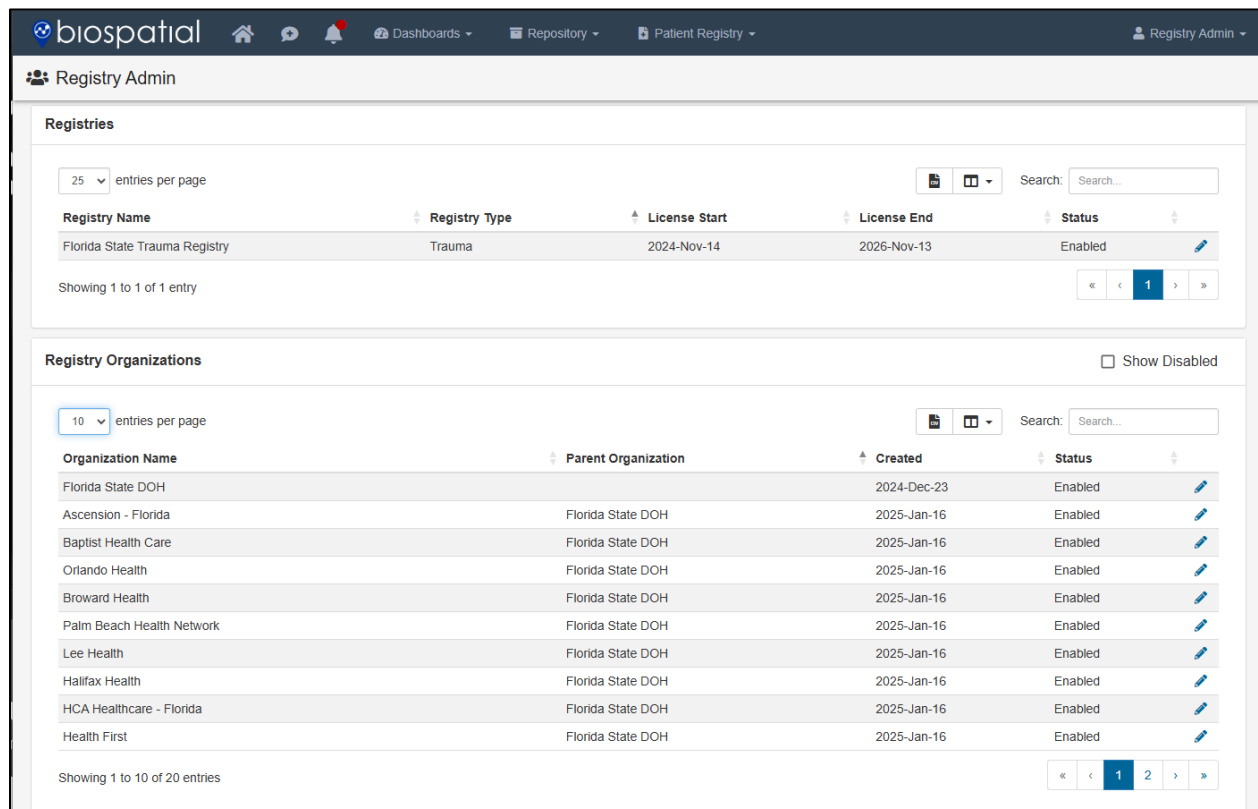 biospatial Dashboards Repository Patient Registry Registry Admin
Registry Admin
Registries
25 entries per page CSV Search: Search...
Registry Name Registry Type License Start License End Status
Florida State Trauma Registry Trauma 2024-Nov-14 2026-Nov-13 Enabled
Showing 1 to 1 of 1 entry « ‹ 1 › »
Registry Organizations Show Disabled
10 entries per page CSV Search: Search...
Organization Name Parent Organization Created Status
Florida State DOH 2024-Dec-23 Enabled
Ascension - Florida Florida State DOH 2025-Jan-16 Enabled
Baptist Health Care Florida State DOH 2025-Jan-16 Enabled
Orlando Health Florida State DOH 2025-Jan-16 Enabled
Broward Health Florida State DOH 2025-Jan-16 Enabled
Palm Beach Health Network Florida State DOH 2025-Jan-16 Enabled
Lee Health Florida State DOH 2025-Jan-16 Enabled
Halifax Health Florida State DOH 2025-Jan-16 Enabled
HCA Healthcare - Florida Florida State DOH 2025-Jan-16 Enabled
Health First Florida State DOH 2025-Jan-16 Enabled
Showing 1 to 10 of 20 entries « ‹ 1 2 › »